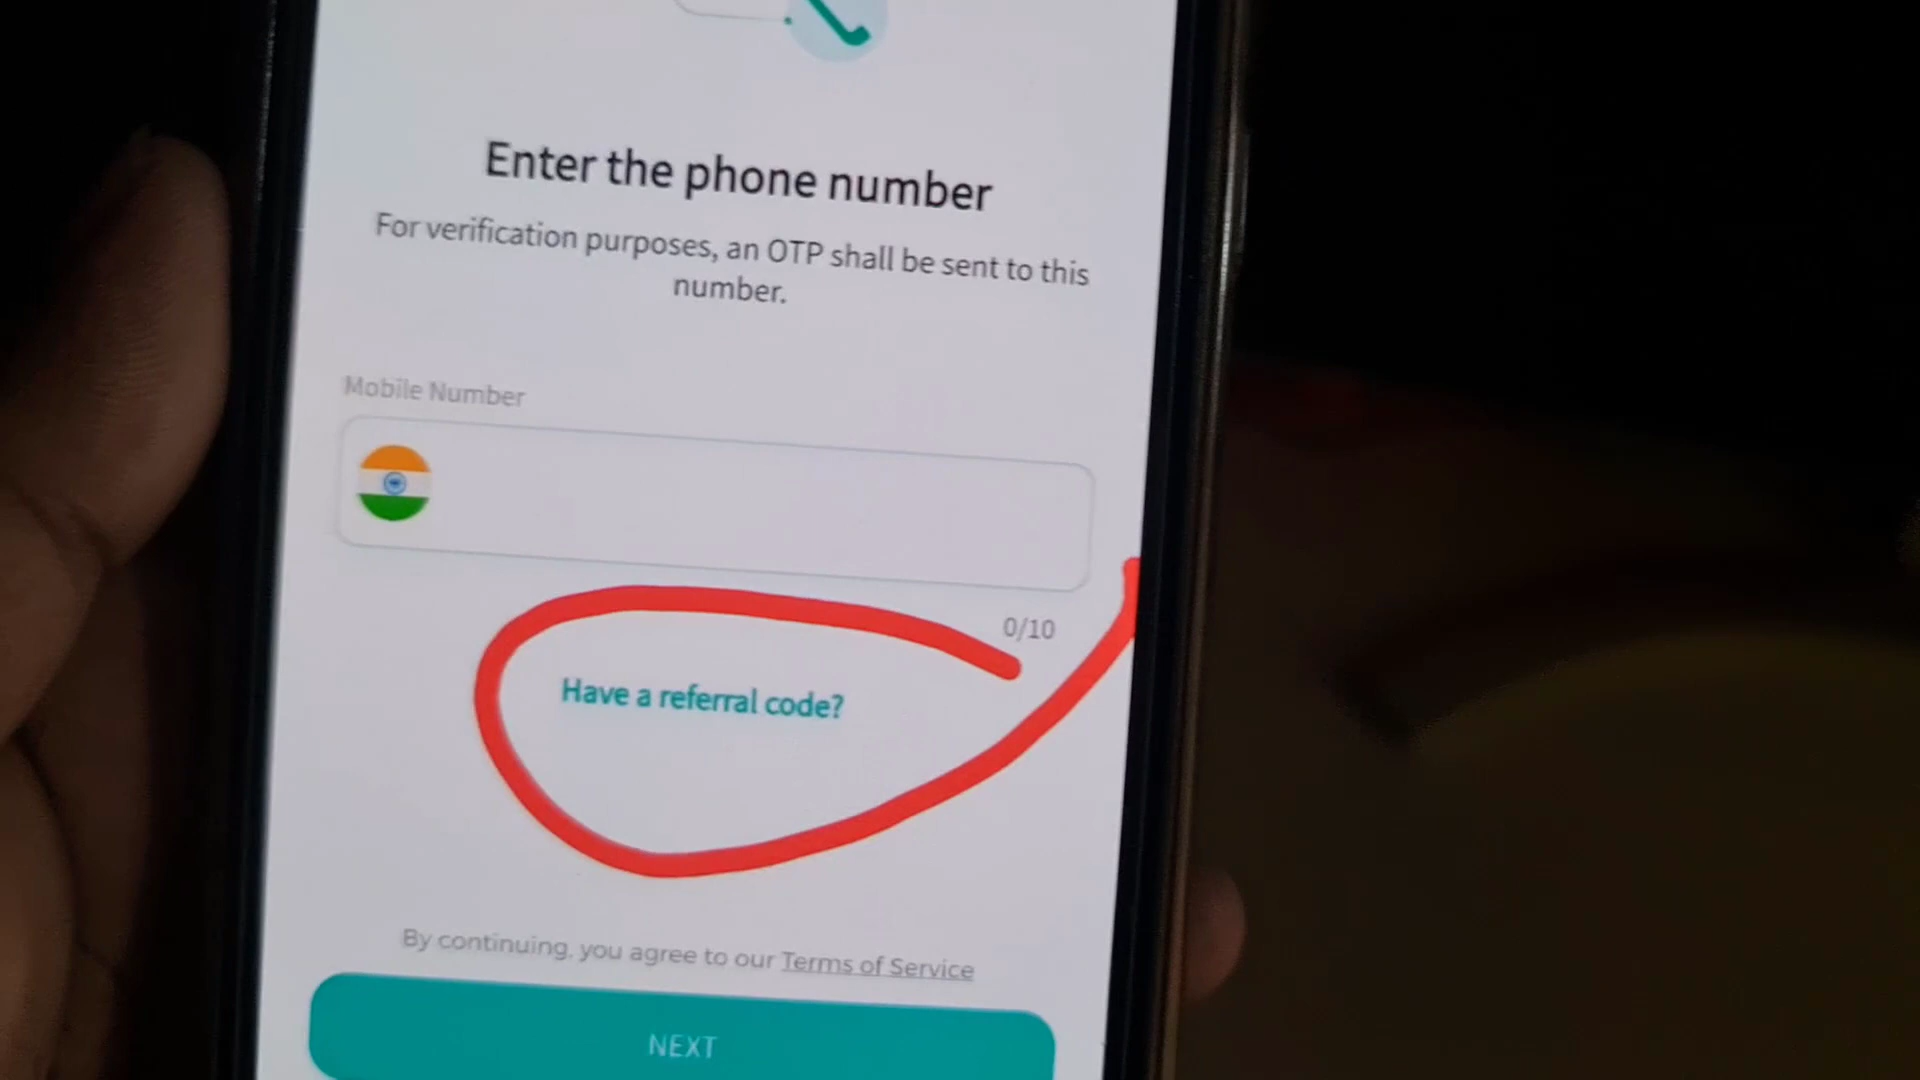 Enter the phone number
For verification purposes, an OTP shall be sent to this
number.
Mobile Number
0/10
Have a referral code?
By continuing, you agree to our Terms of Service
NEXT